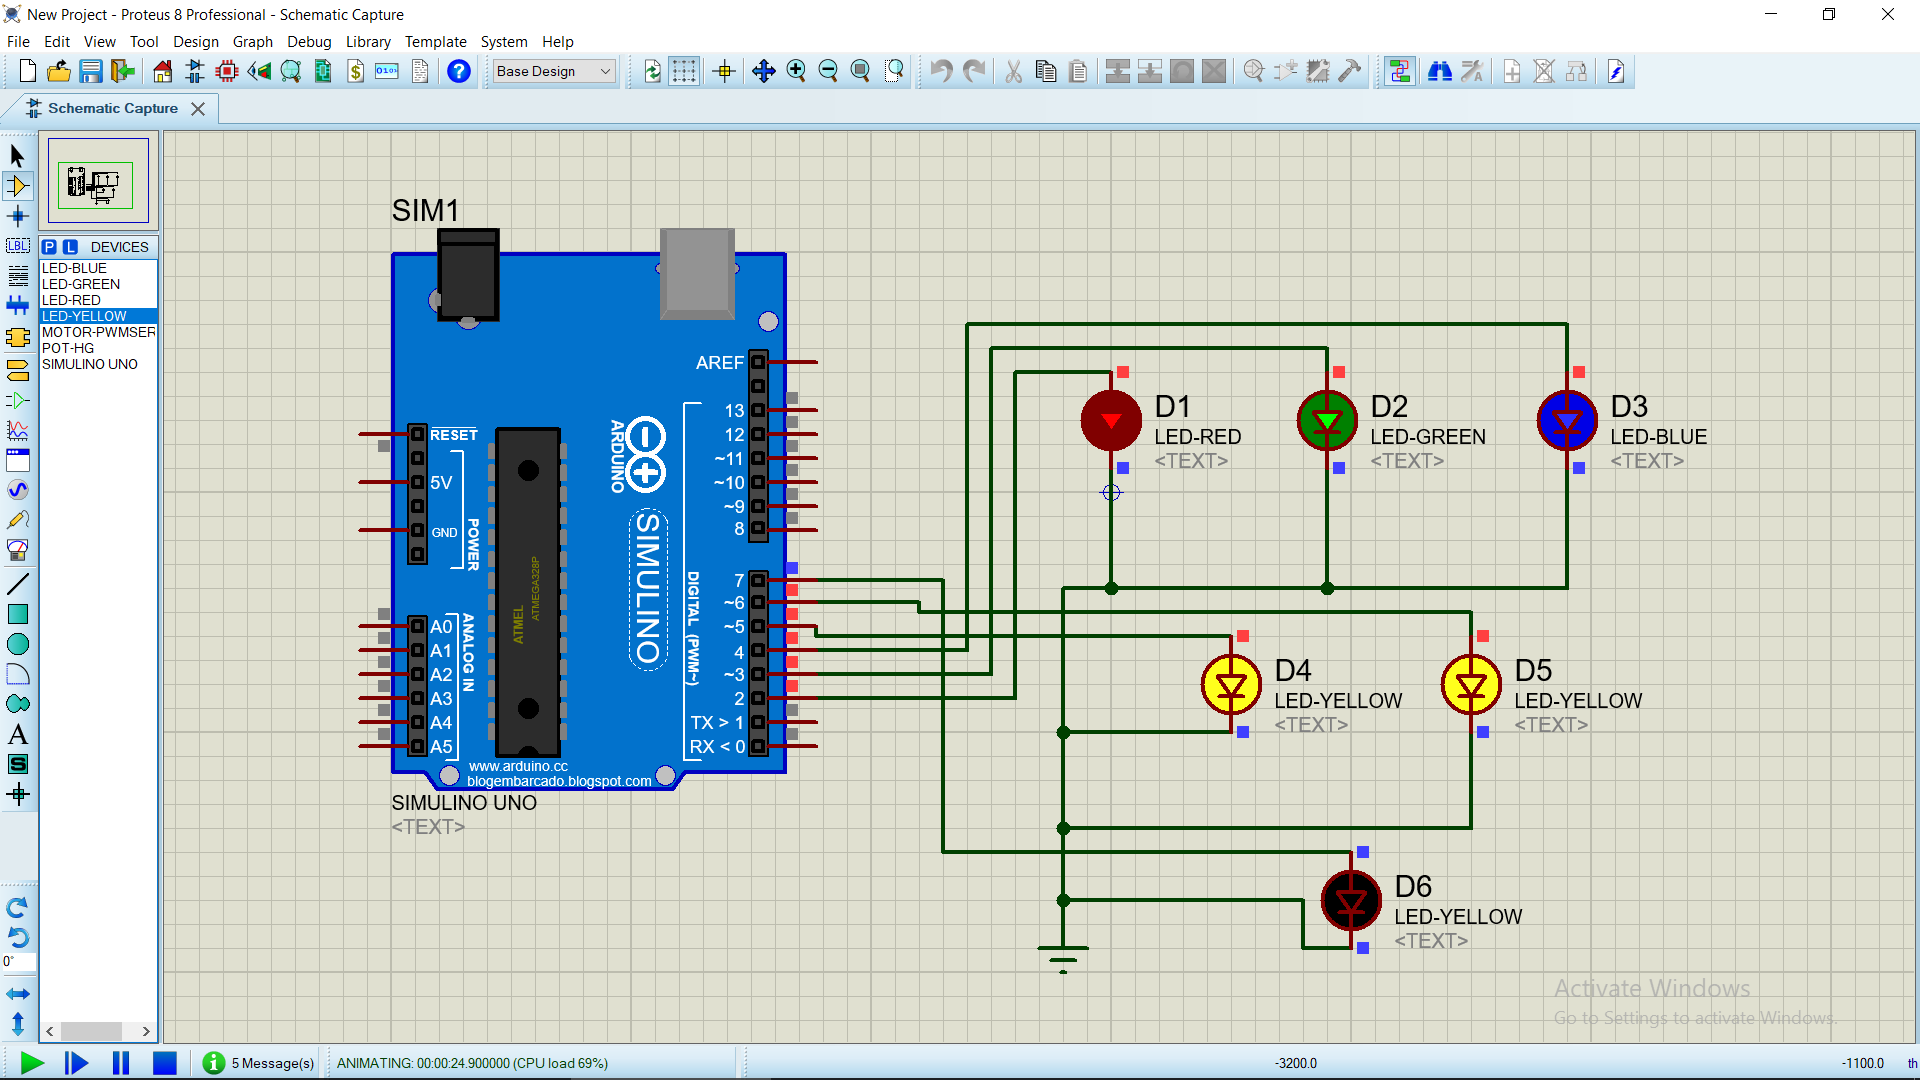 New Project - Proteus 8 Professional - Schematic Capture
File Edit View Tool Design Graph Debug Library Template System Help
Base Design
Schematic Capture
P L DEVICES
LED-BLUE
LED-GREEN
LED-RED
LED-YELLOW
MOTOR-PWMSER
POT-HG
SIMULINO UNO
LBL
A
S
0°
SIM1
AREF
13
12
~11
~10
~9
8
7
~6
~5
4
~3
2
TX > 1
RX < 0
DIGITAL (PWM~)
RESET
5V
GND
POWER
A0
A1
A2
A3
A4
A5
ANALOG IN
ATMEL
ATMEGA328P
ARDUINO
SIMULINO
www.arduino.cc
blogembarcado.blogspot.com
SIMULINO UNO
<TEXT>
D1
LED-RED
<TEXT>
D2
LED-GREEN
<TEXT>
D3
LED-BLUE
<TEXT>
D4
LED-YELLOW
<TEXT>
D5
LED-YELLOW
<TEXT>
D6
LED-YELLOW
<TEXT>
Activate Windows
Go to Settings to activate Windows.
5 Message(s)
ANIMATING: 00:00:24.900000 (CPU load 69%)
-3200.0
-1100.0
th